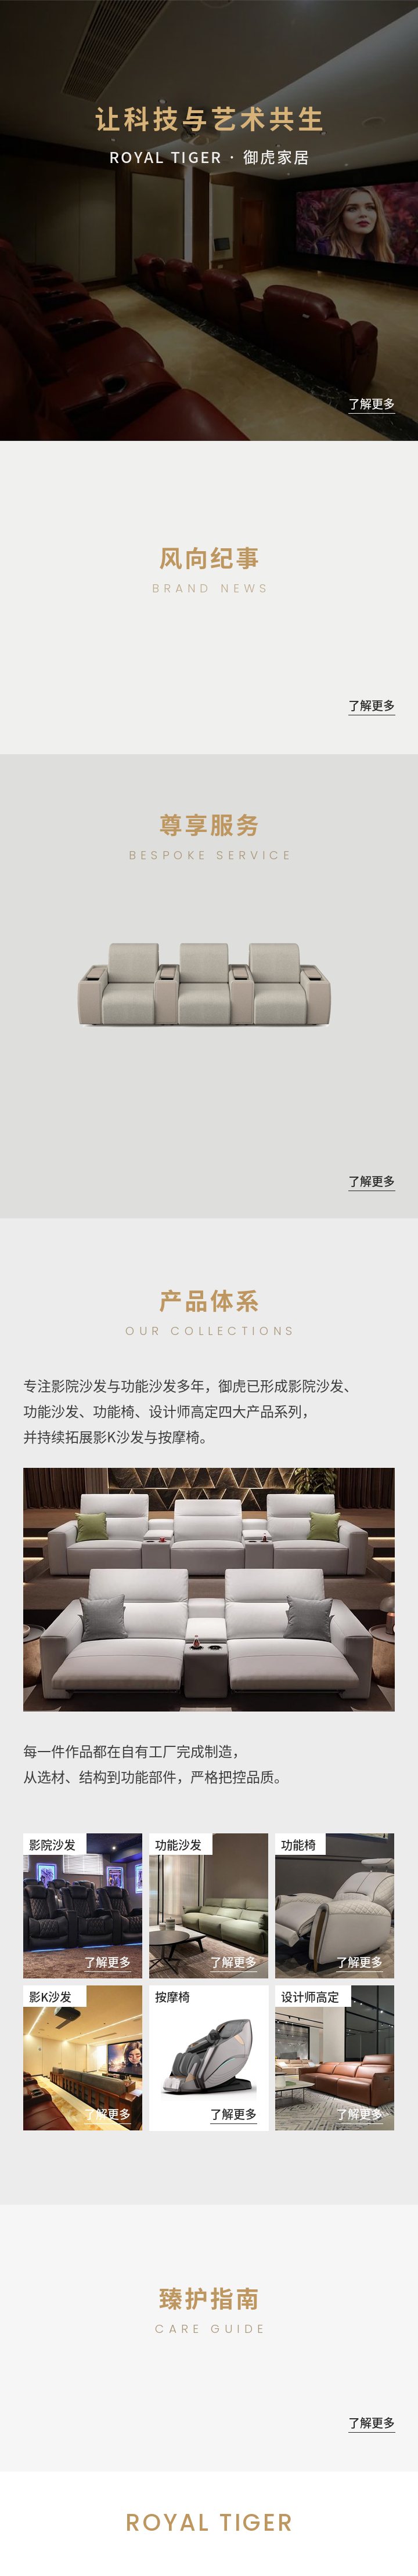 让科技与艺术共生
ROYAL TIGER · 御虎家居
了解更多
风向纪事
BRAND NEWS
了解更多
尊享服务
BESPOKE SERVICE
了解更多
产品体系
OUR COLLECTIONS
专注影院沙发与功能沙发多年，御虎已形成影院沙发、
功能沙发、功能椅、设计师高定四大产品系列，
并持续拓展影K沙发与按摩椅。
每一件作品都在自有工厂完成制造，
从选材、结构到功能部件，严格把控品质。
影院沙发
了解更多
功能沙发
了解更多
功能椅
了解更多
影K沙发
了解更多
按摩椅
了解更多
设计师高定
了解更多
臻护指南
CARE GUIDE
了解更多
ROYAL TIGER